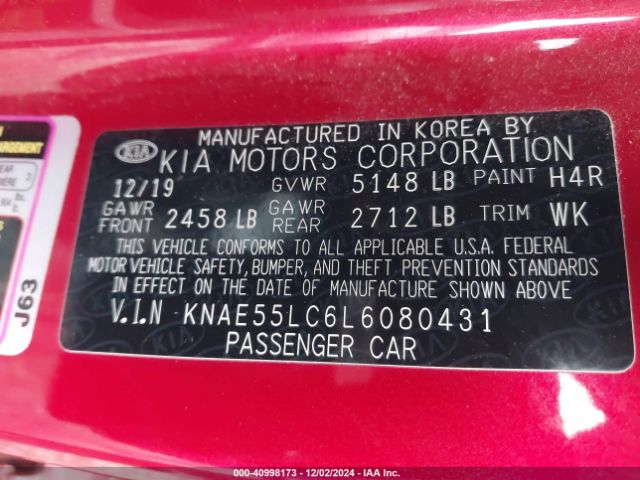 MANUFACTURED IN KOREA BY
KIA KIA MOTORS CORPORATION
12/19 GVWR 5148 LB PAINT H4R
GAWR FRONT 2458 LB GAWR REAR 2712 LB TRIM WK
THIS VEHICLE CONFORMS TO ALL APPLICABLE U.S.A. FEDERAL
MOTOR VEHICLE SAFETY, BUMPER, AND THEFT PREVENTION STANDARDS
IN EFFECT ON THE DATE OF MANUFACTURE SHOWN ABOVE
V.I.N KNAE55LC6L6080431
PASSENGER CAR
J63
000-40998173 - 12/02/2024 - IAA Inc.